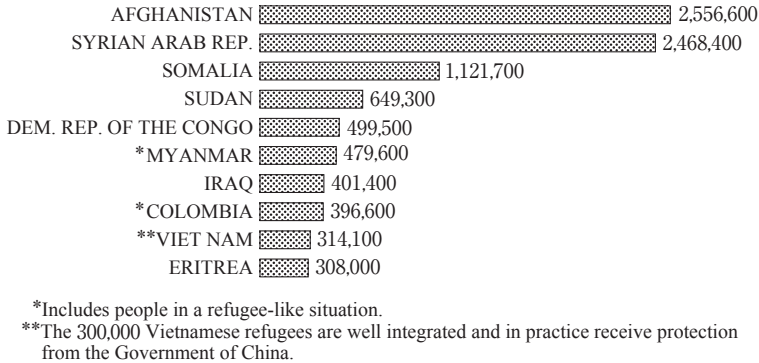 AFGHANISTAN 2,556,600
SYRIAN ARAB REP. 2,468,400
SOMALIA 1,121,700
SUDAN 649,300
DEM. REP. OF THE CONGO 499,500
*MYANMAR 479,600
IRAQ 401,400
*COLOMBIA 396,600
**VIET NAM 314,100
ERITREA 308,000
*Includes people in a refugee-like situation.
**The 300,000 Vietnamese refugees are well integrated and in practice receive protection
from the Government of China.